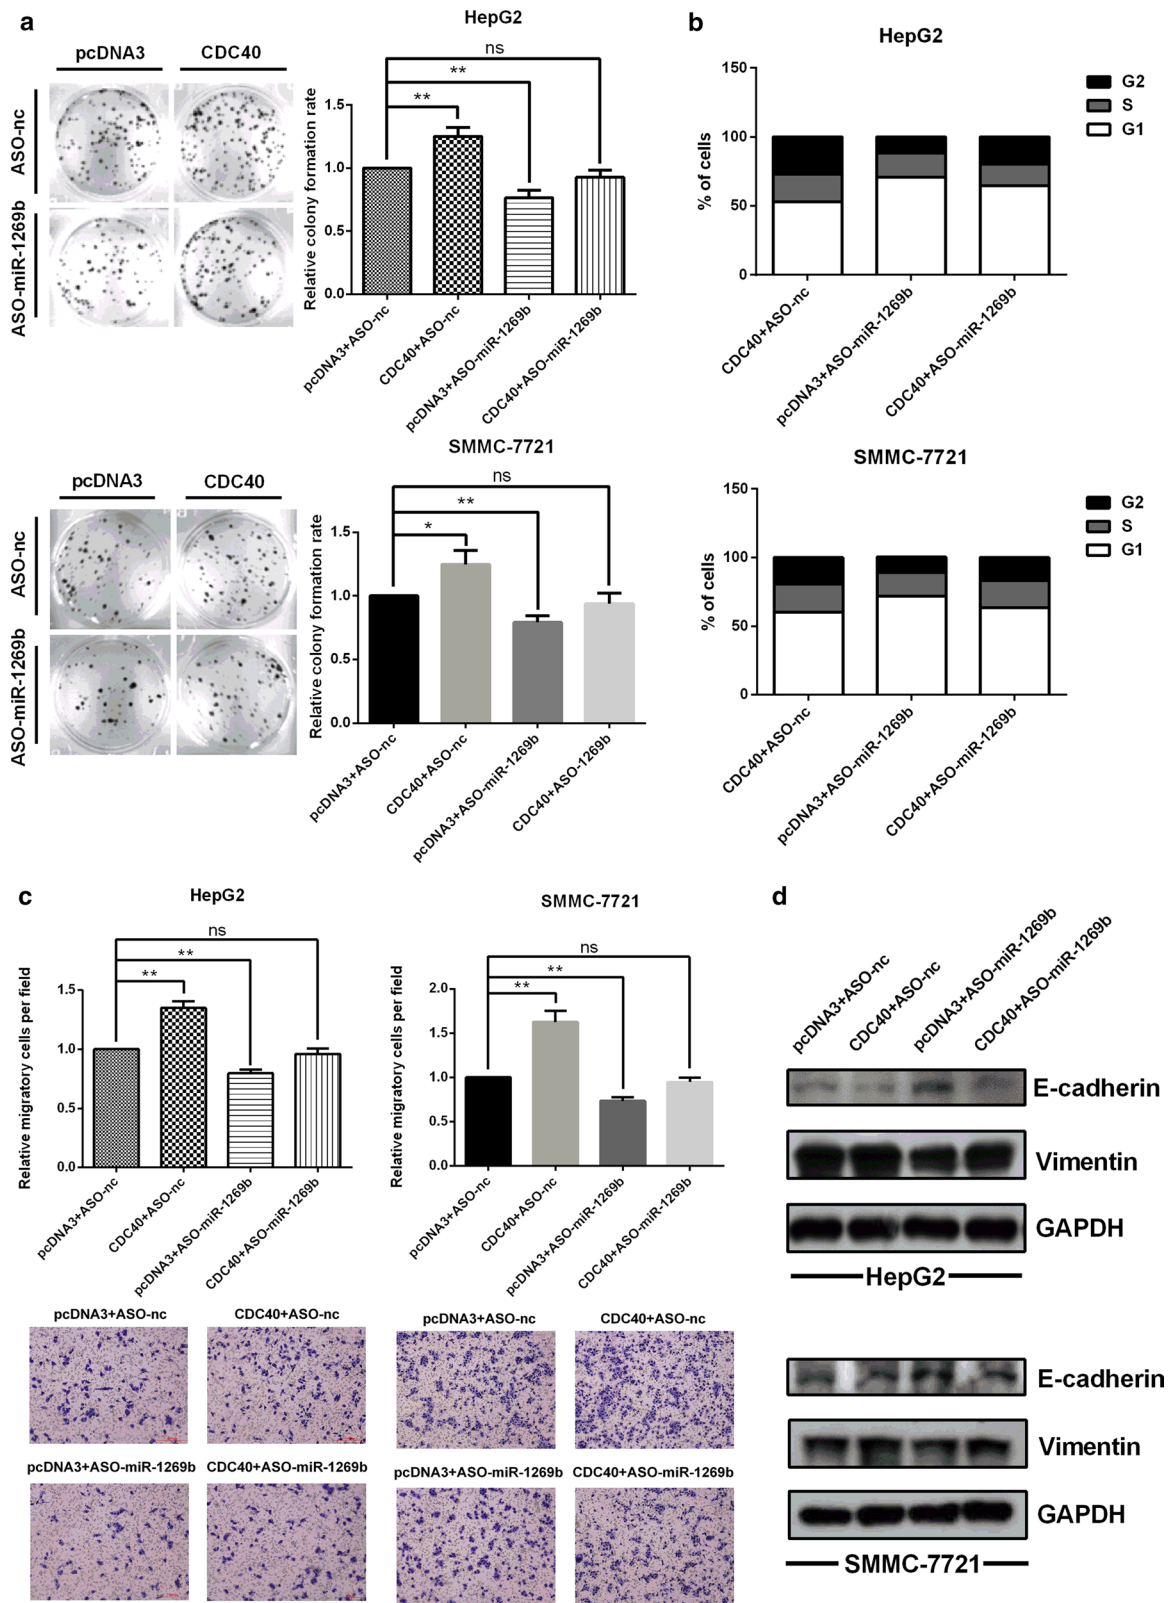 a
HepG2
pcDNA3
CDC40
ASO-nc
ASO-miR-1269b
ns
**
**
Relative colony formation rate
1.5
1.0
0.5
0.0
pcDNA3+ASO-nc
CDC40+ASO-nc
pcDNA3+ASO-miR-1269b
CDC40+ASO-miR-1269b
SMMC-7721
pcDNA3
CDC40
ASO-nc
ASO-miR-1269b
ns
**
*
Relative colony formation rate
1.5
1.0
0.5
0.0
pcDNA3+ASO-nc
CDC40+ASO-nc
pcDNA3+ASO-miR-1269b
CDC40+ASO-1269b
b
HepG2
% of cells
150
100
50
0
G2
S
G1
CDC40+ASO-nc
pcDNA3+ASO-miR-1269b
CDC40+ASO-miR-1269b
SMMC-7721
% of cells
150
100
50
0
G2
S
G1
CDC40+ASO-nc
pcDNA3+ASO-miR-1269b
CDC40+ASO-miR-1269b
c
HepG2
ns
**
**
Relative migratory cells per field
1.5
1.0
0.5
0.0
pcDNA3+ASO-nc
CDC40+ASO-nc
pcDNA3+ASO-miR-1269b
CDC40+ASO-miR-1269b
SMMC-7721
ns
**
**
Relative migratory cells per field
2.0
1.5
1.0
0.5
0.0
pcDNA3+ASO-nc
CDC40+ASO-nc
pcDNA3+ASO-miR-1269b
CDC40+ASO-miR-1269b
pcDNA3+ASO-nc
CDC40+ASO-nc
pcDNA3+ASO-nc
CDC40+ASO-nc
pcDNA3+ASO-miR-1269b
CDC40+ASO-miR-1269b
pcDNA3+ASO-miR-1269b
CDC40+ASO-miR-1269b
d
pcDNA3+ASO-nc
CDC40+ASO-nc
pcDNA3+ASO-miR-1269b
CDC40+ASO-miR-1269b
E-cadherin
Vimentin
GAPDH
HepG2
E-cadherin
Vimentin
GAPDH
SMMC-7721